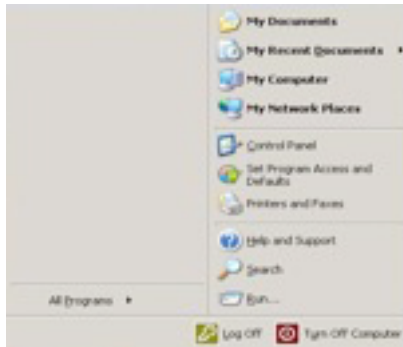 My Documents
My Recent Documents
My Computer
My Network Places
Control Panel
Set Program Access and
Defaults
Printers and Faxes
Help and Support
Search
Run...
All Programs
Log Off
Turn Off Computer